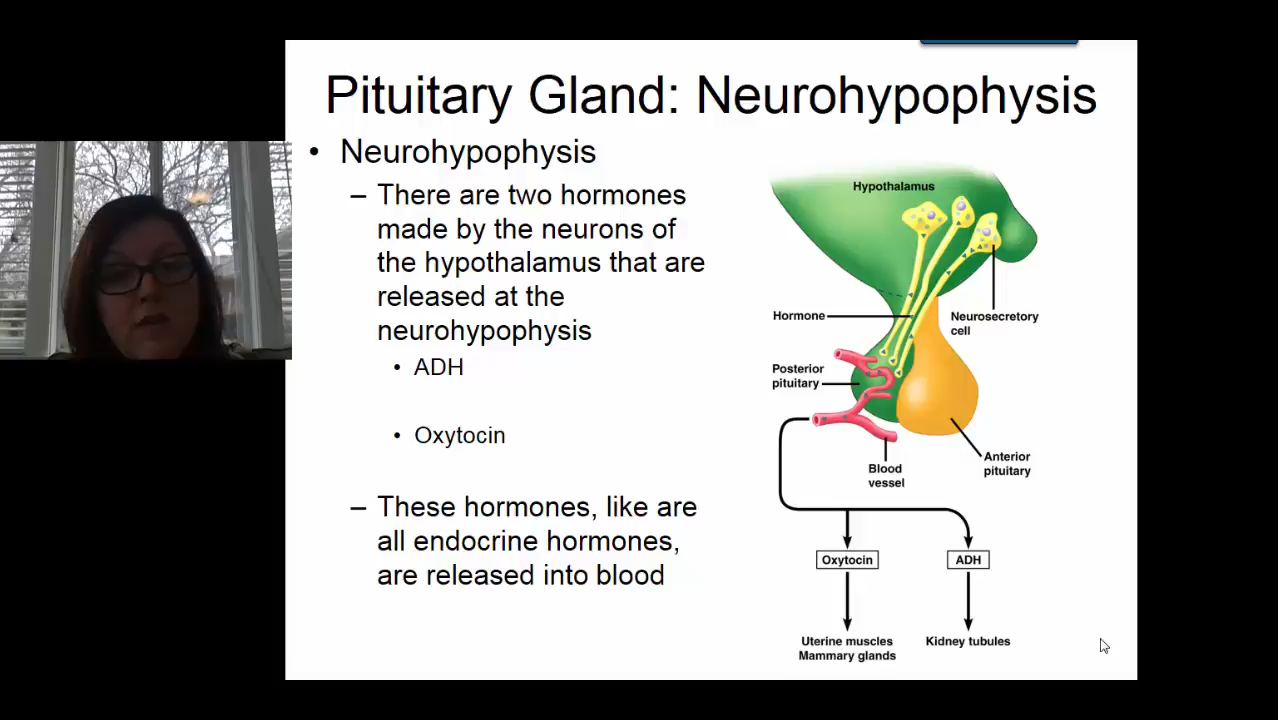 Pituitary Gland: Neurohypophysis
• Neurohypophysis
– There are two hormones
made by the neurons of
the hypothalamus that are
released at the
neurohypophysis
• ADH
• Oxytocin
– These hormones, like are
all endocrine hormones,
are released into blood
Hypothalamus
Hormone
Neurosecretory
cell
Posterior
pituitary
Anterior
pituitary
Blood
vessel
Oxytocin
ADH
Uterine muscles
Mammary glands
Kidney tubules